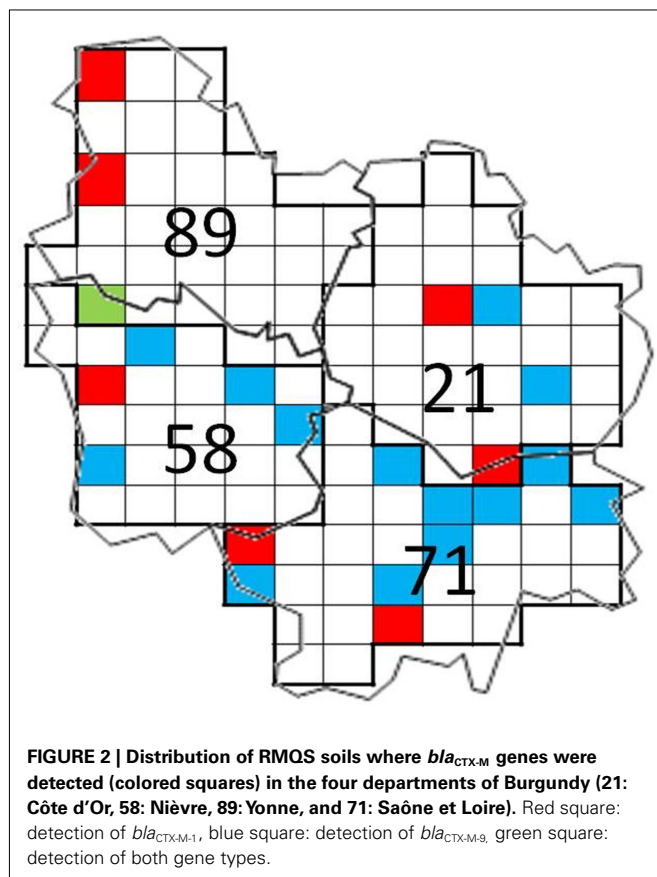 89
21
58
71
FIGURE 2 | Distribution of RMQS soils where blaCTX-M genes were
detected (colored squares) in the four departments of Burgundy (21:
Côte d'Or, 58: Nièvre, 89: Yonne, and 71: Saône et Loire). Red square:
detection of blaCTX-M-1, blue square: detection of blaCTX-M-9, green square:
detection of both gene types.